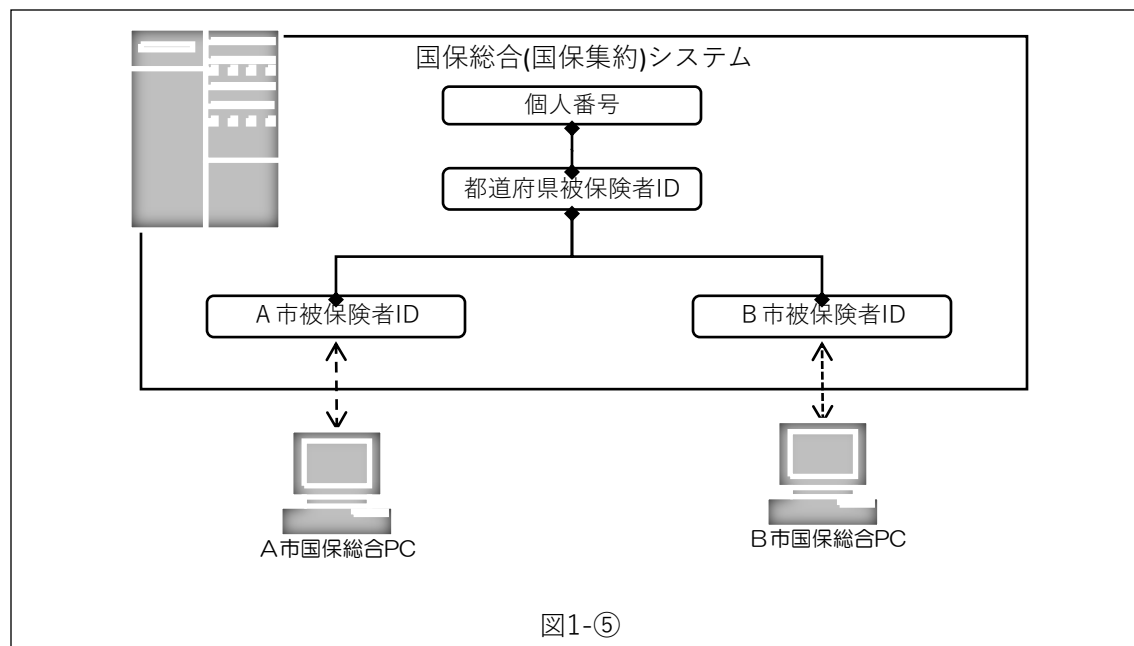 国保総合(国保集約)システム
個人番号
都道府県被保険者ID
A市被保険者ID
B市被保険者ID
A市国保総合PC
B市国保総合PC
図1-⑤